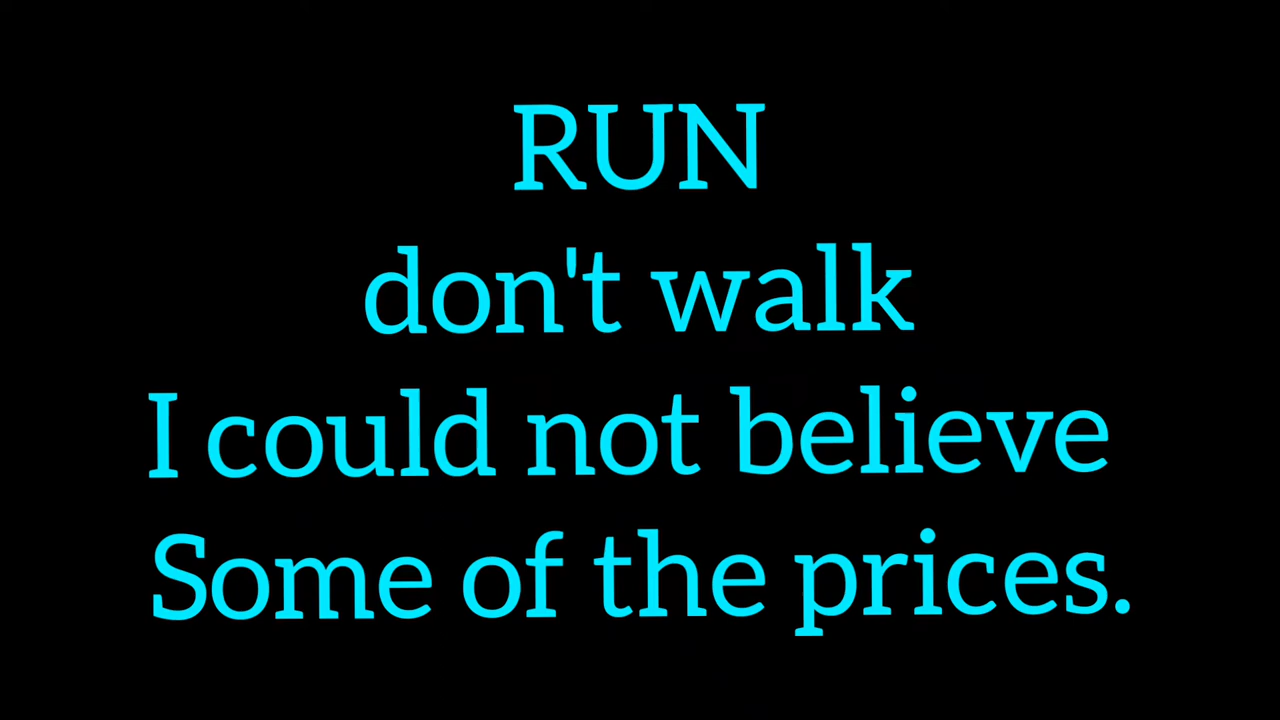 RUN
don't walk
I could not believe
Some of the prices.